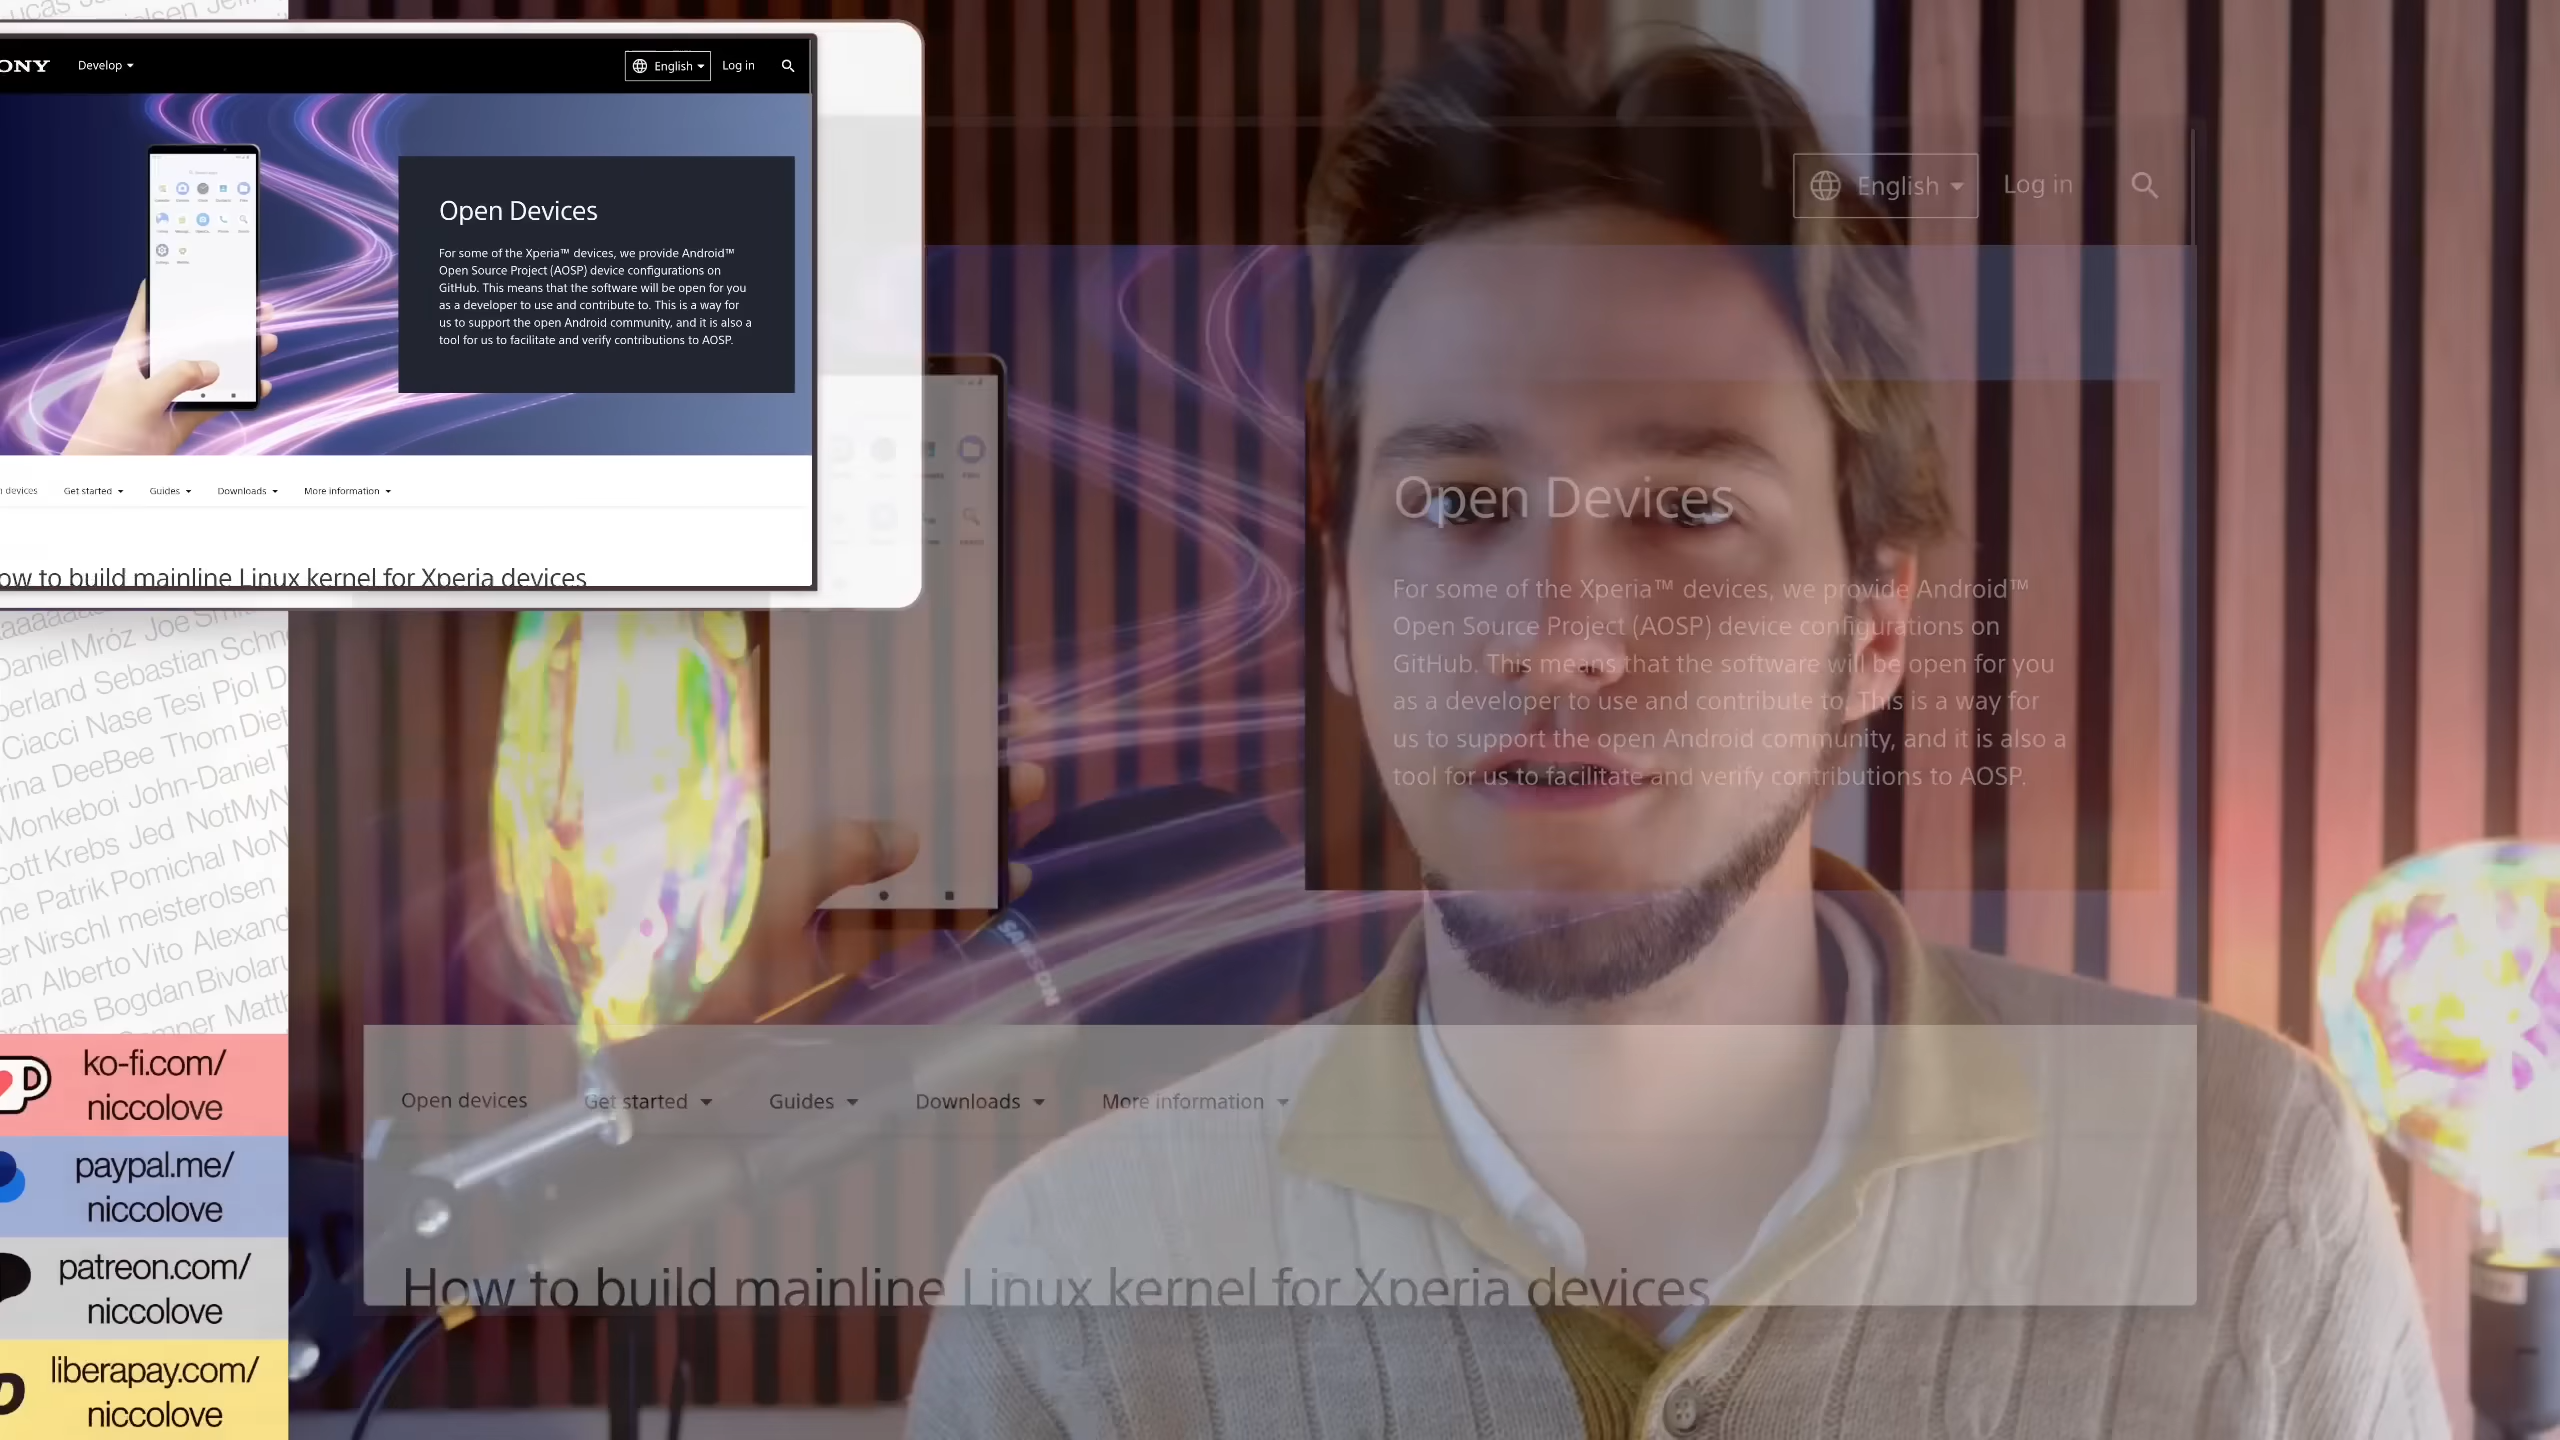 Develop
English
Log in
Open Devices
For some of the Xperia™ devices, we provide Android™
Open Source Project (AOSP) device configurations on
GitHub. This means that the software will be open for you
as a developer to use and contribute to. This is a way for
us to support the open Android community, and it is also a
tool for us to facilitate and verify contributions to AOSP.
devices
Get started
Guides
Downloads
More information
to build mainline Linux kernel for Xperia devices
Daniel Mróz Joe
Sebastian
Ciacci Nase Tesi Pjol
DeeBee Thom
Monkeboi John-Daniel
Krebs Jed
Patrik Pomichal
Nirschl meisterolsen
Alberto Vito
Bogdan
ko-fi.com/
niccolove
paypal.me/
niccolove
patreon.com/
niccolove
liberapay.com/
niccolove
English
Log in
Open Devices
For some of the Xperia™ devices, we provide Android™
Open Source Project (AOSP) device configurations on
GitHub. This means that the software will be open for you
as a developer to use and contribute to. This is a way for
us to support the open Android community, and it is also a
tool for us to facilitate and verify contributions to AOSP.
SAMSON
Open devices
Get started
Guides
Downloads
More information
How to build mainline Linux kernel for Xperia devices